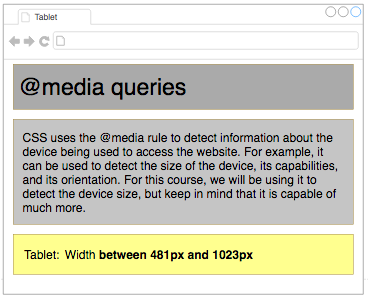 Tablet
@media queries
CSS uses the @media rule to detect information about the
device being used to access the website. For example, it
can be used to detect the size of the device, its capabilities,
and its orientation. For this course, we will be using it to
detect the device size, but keep in mind that it is capable of
much more.
Tablet: Width between 481px and 1023px